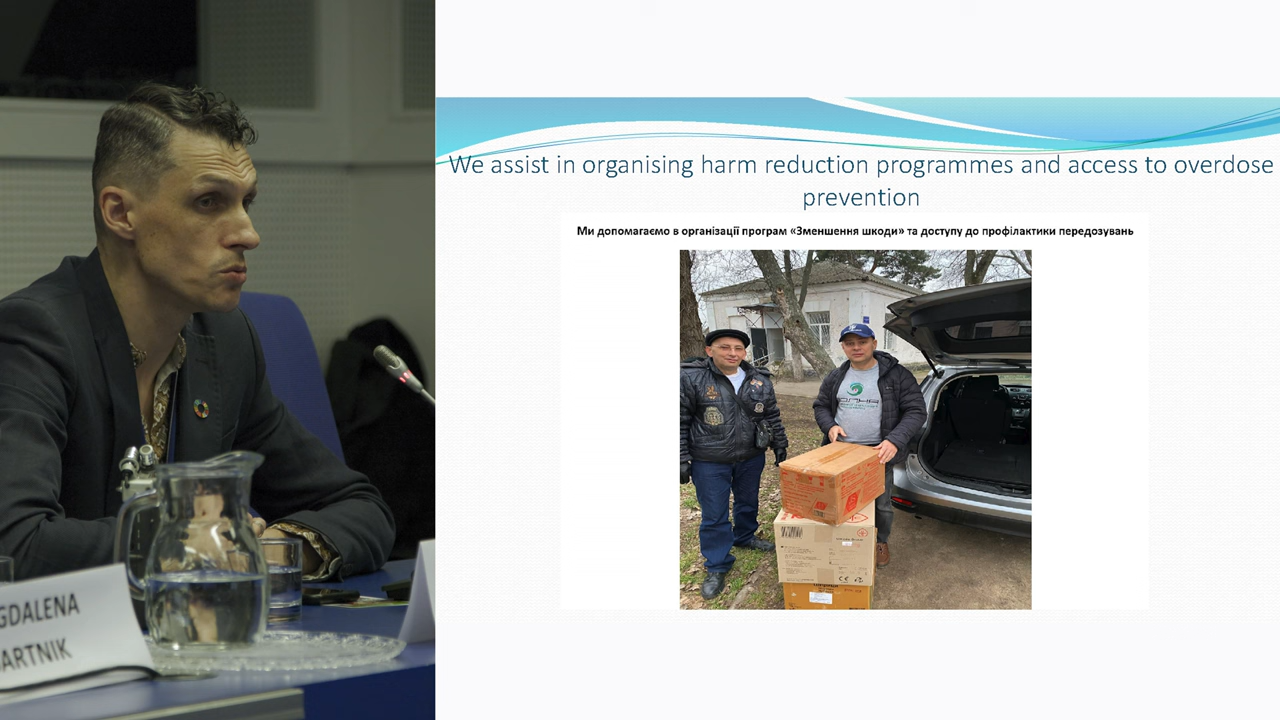 We assist in organising harm reduction programmes and access to overdose
prevention
Ми допомагаємо в організації програм «Зменшення шкоди» та доступу до профілактики передозувань
GDALENA
ARTNIK